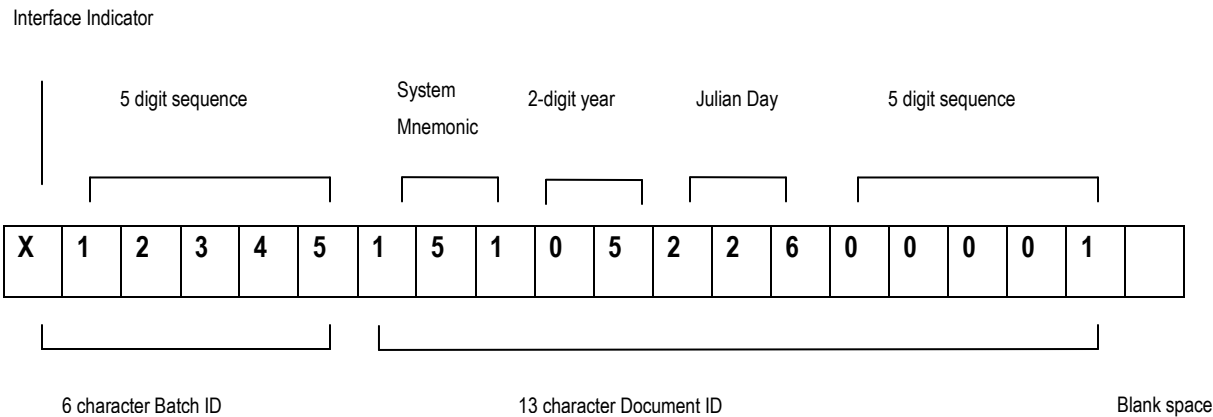 Interface Indicator
5 digit sequence
System
Mnemonic
2-digit year
Julian Day
5 digit sequence
X 1 2 3 4 5 1 5 1 0 5 2 2 6 0 0 0 0 1
6 character Batch ID
13 character Document ID
Blank space